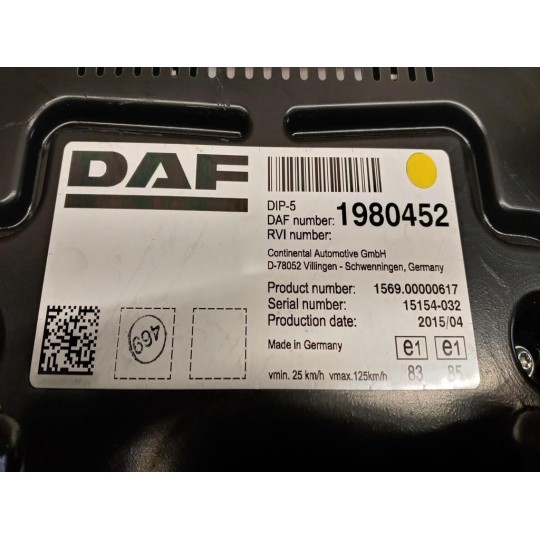 DAF
DIP-5
DAF number: 1980452
RVI number:
Continental Automotive GmbH
D-78052 Villingen - Schwenningen, Germany
Product number: 1569.00000617
Serial number: 15154-032
Production date: 2015/04
Made in Germany e1 e1
vmin. 25 km/h vmax.125km/h 83 85
469